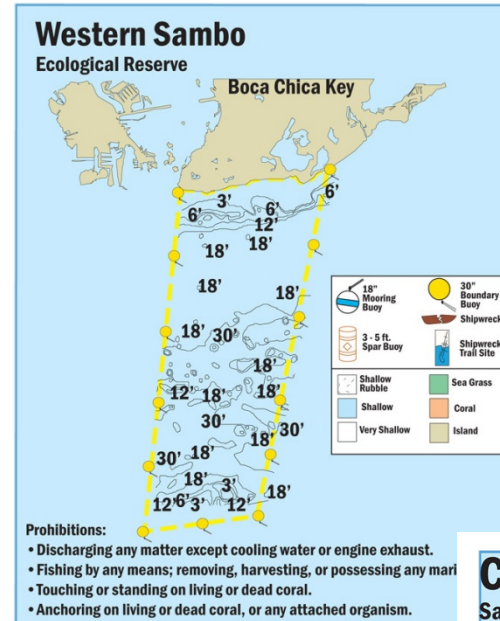 Western Sambo
Ecological Reserve
Boca Chica Key
6'
3'
6'
6'
12'
18'
18'
18'
18'
18'
30'
18'
12'
18'
18'
30'
18'
30'
18'
30'
18'
3'
18'
12'
6'
3'
12'
18"
Mooring
Buoy
30"
Boundary
Buoy
Shipwreck
3 - 5 ft.
Spar Buoy
Shipwreck
Trail Site
Shallow
Rubble
Sea Grass
Shallow
Coral
Very Shallow
Island
Prohibitions:
• Discharging any matter except cooling water or engine exhaust.
• Fishing by any means; removing, harvesting, or possessing any mari
• Touching or standing on living or dead coral.
• Anchoring on living or dead coral, or any attached organism.
C
Sa